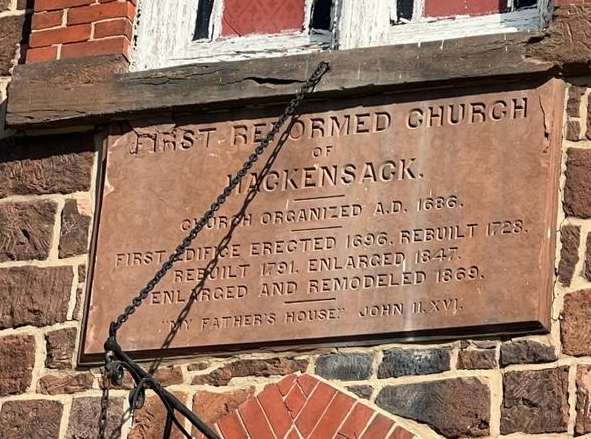 FIRST REFORMED CHURCH
OF
HACKENSACK.
CHURCH ORGANIZED A.D. 1686.
FIRST EDIFICE ERECTED 1696. REBUILT 1728.
REBUILT 1791. ENLARGED 1847.
ENLARGED AND REMODELED 1869.
"MY FATHER'S HOUSE." JOHN II. XVI.